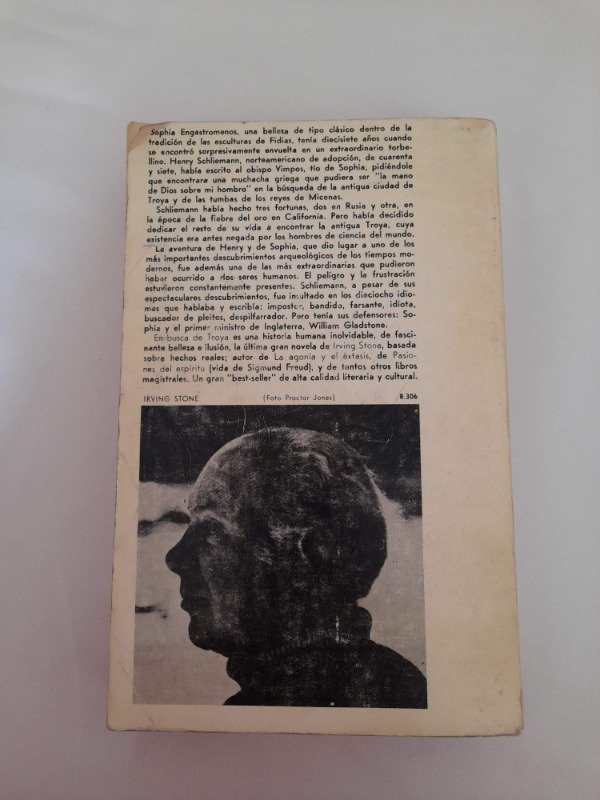 Sophia Engastromenos, una belleza de tipo clásico dentro de la
tradición de las esculturas de Fidias, tenía diecisiete años cuando
se encontró sorpresivamente envuelta en un extraordinario torbe-
llino. Henry Schliemann, norteamericano de adopción, de cuarenta
y siete, había escrito al obispo Vimpos, tío de Sophia, pidiéndole
que encontrara una muchacha griega que pudiera ser "la mano
de Dios sobre mi hombro" en la búsqueda de la antigua ciudad de
Troya y de las tumbas de los reyes de Micenas.
Schliemann había hecho tres fortunas, dos en Rusia y otra, en
la época de la fiebre del oro en California. Pero había decidido
dedicar el resto de su vida a encontrar la antigua Troya, cuya
existencia era antes negada por los hombres de ciencia del mundo.
La aventura de Henry y de Sophia, que dio lugar a uno de los
más importantes descubrimientos arqueológicos de los tiempos mo-
dernos, fue además una de las más extraordinarias que pudieron
haber ocurrido a dos seres humanos. El peligro y la frustración
estuvieron constantemente presentes. Schliemann, a pesar de sus
espectaculares descubrimientos, fue insultado en los dieciocho idio-
mas que hablaba y escribía: impostor, bandido, farsante, idiota,
buscador de pleitos, despilfarrador. Pero tenía sus defensores: So-
phia y el primer ministro de Inglaterra, William Gladstone.
En busca de Troya es una historia humana inolvidable, de fasci-
nante belleza e ilusión, la última gran novela de Irving Stone, basada
sobre hechos reales; autor de La agonía y el éxtasis, de Pasio-
nes del espíritu (vida de Sigmund Freud), y de tantos otros libros
magistrales. Un gran "best-seller" de alta calidad literaria y cultural.
IRVING STONE (Foto Proctor Jones) 8.306